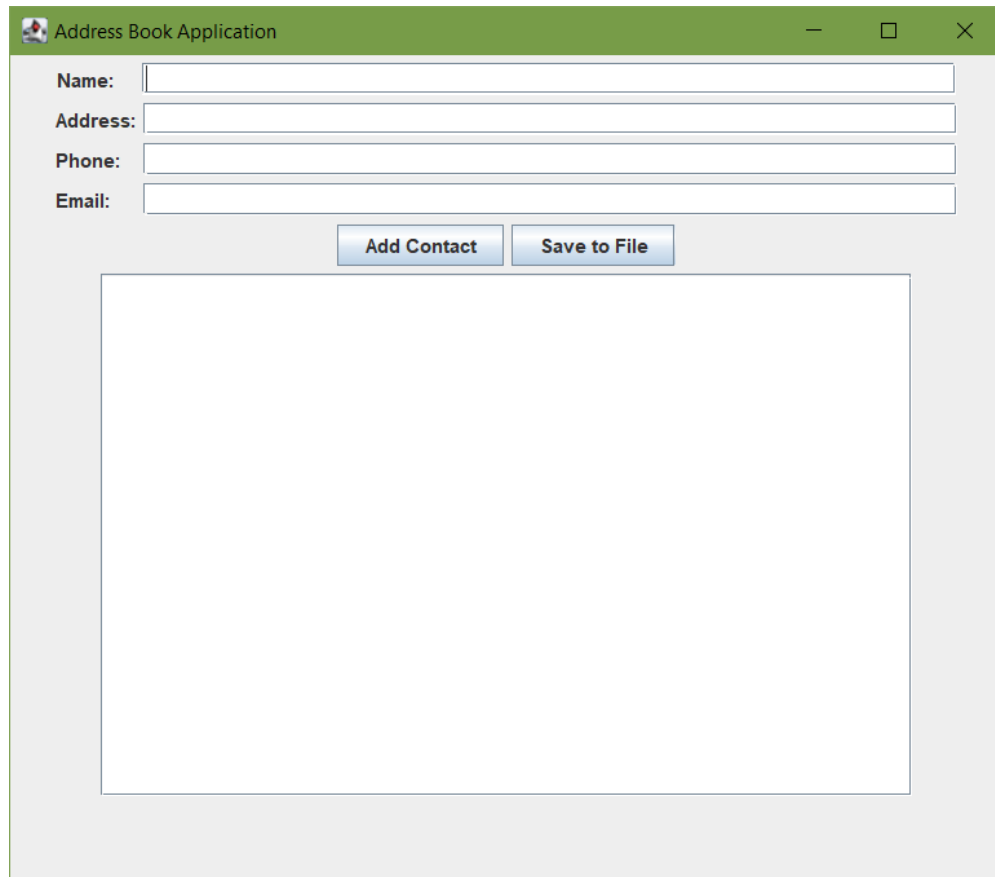 Address Book Application
Name:
Address:
Phone:
Email:
Add Contact Save to File